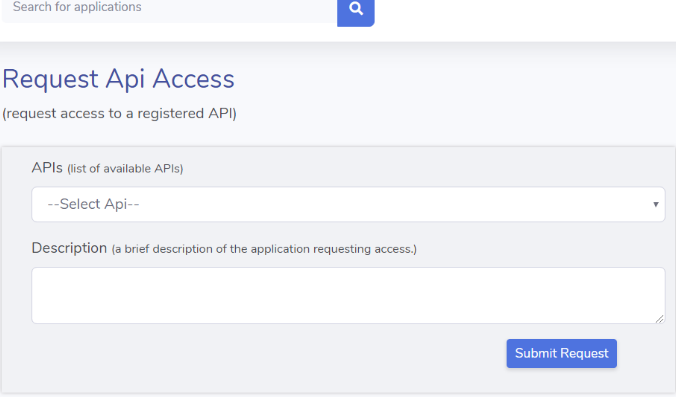 Search for applications
Request Api Access
(request access to a registered API)
APIs (list of available APIs)
--Select Api--
Description (a brief description of the application requesting access.)
Submit Request